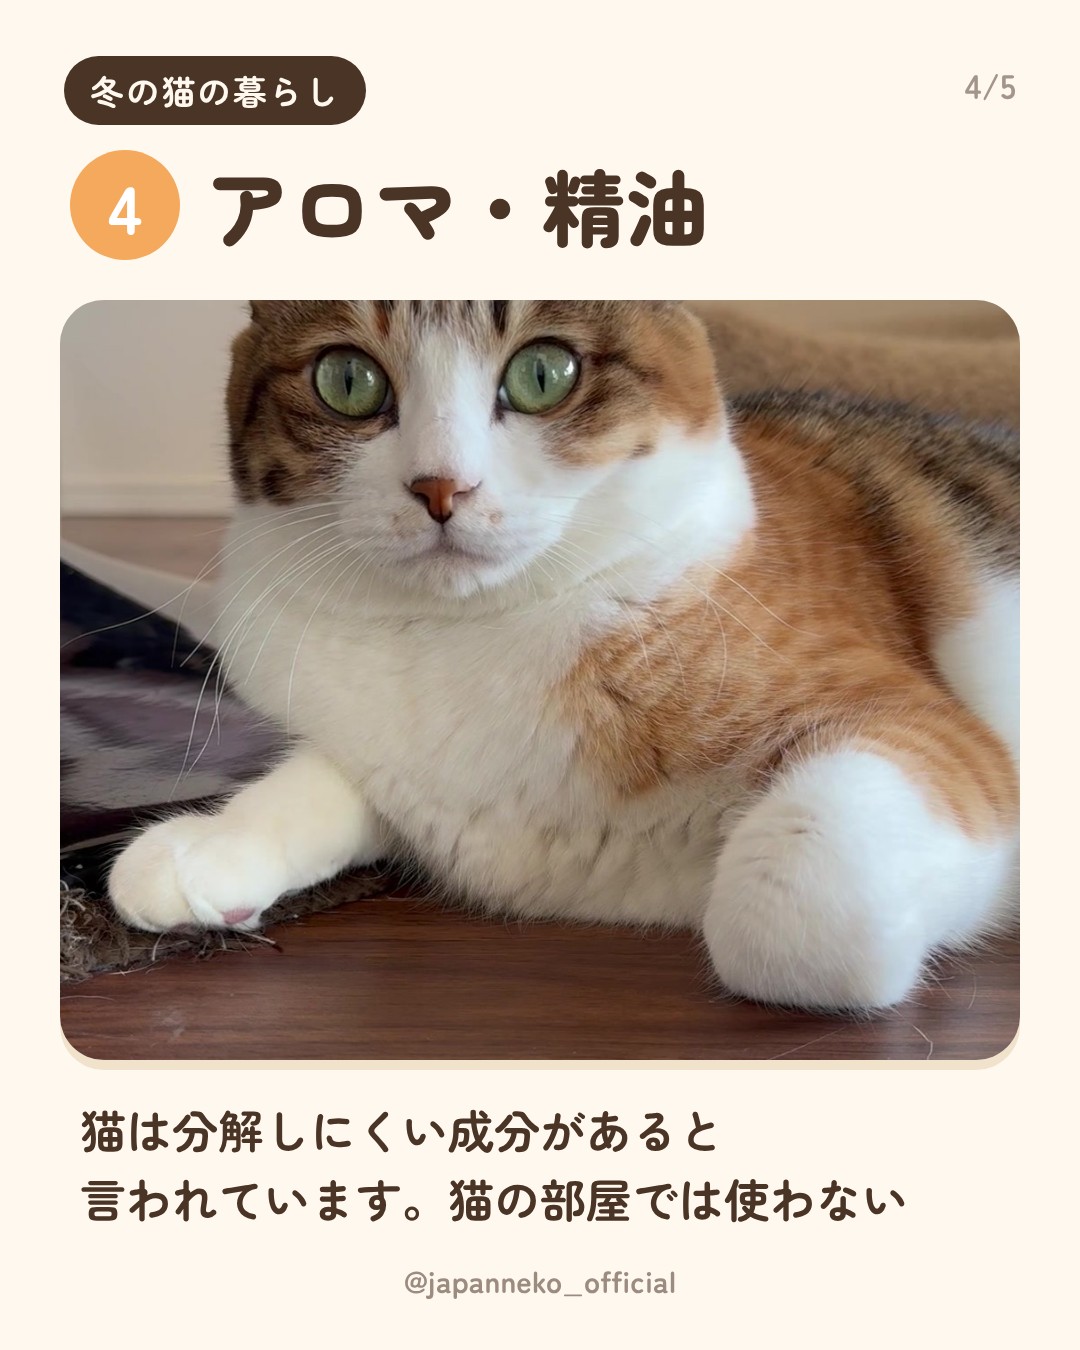 冬の猫の暮らし
4/5
4 アロマ・精油
猫は分解しにくい成分があると
言われています。猫の部屋では使わない
@japanneko_official